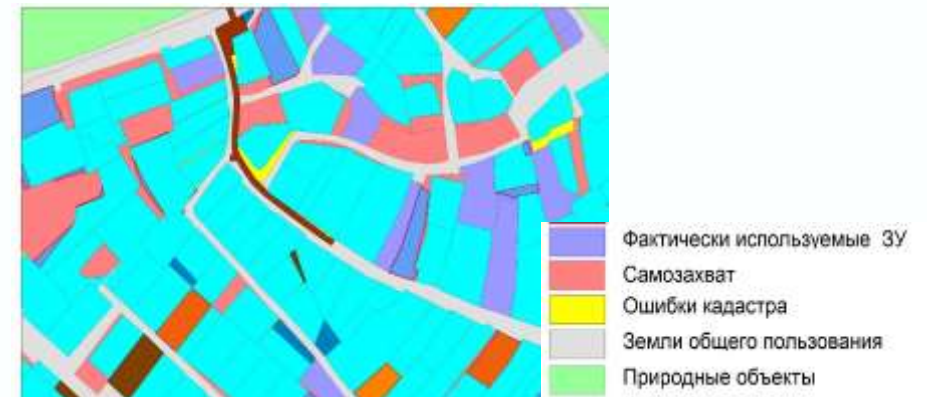 Фактически используемые ЗУ
Самозахват
Ошибки кадастра
Земли общего пользования
Природные объекты